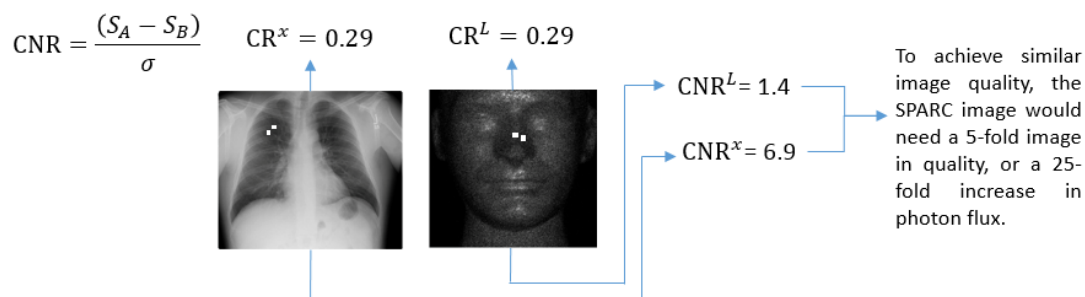 CNR = (S_A − S_B) / σ
CR^x = 0.29
CR^L = 0.29
CNR^L = 1.4
CNR^x = 6.9
To achieve similar
image quality, the
SPARC image would
need a 5-fold image
in quality, or a 25-
fold increase in
photon flux.